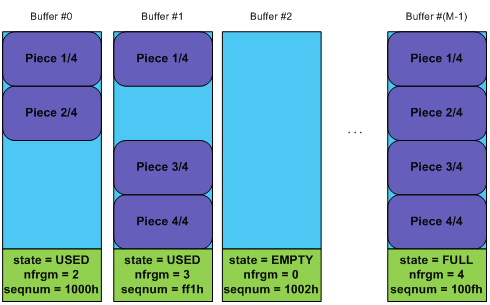 Buffer #0
Buffer #1
Buffer #2
Buffer #(M-1)
Piece 1/4
Piece 1/4
Piece 1/4
Piece 2/4
Piece 2/4
. . .
Piece 3/4
Piece 3/4
Piece 4/4
Piece 4/4
state = USED
nfrgm = 2
seqnum = 1000h
state = USED
nfrgm = 3
seqnum = ff1h
state = EMPTY
nfrgm = 0
seqnum = 1002h
state = FULL
nfrgm = 4
seqnum = 100fh